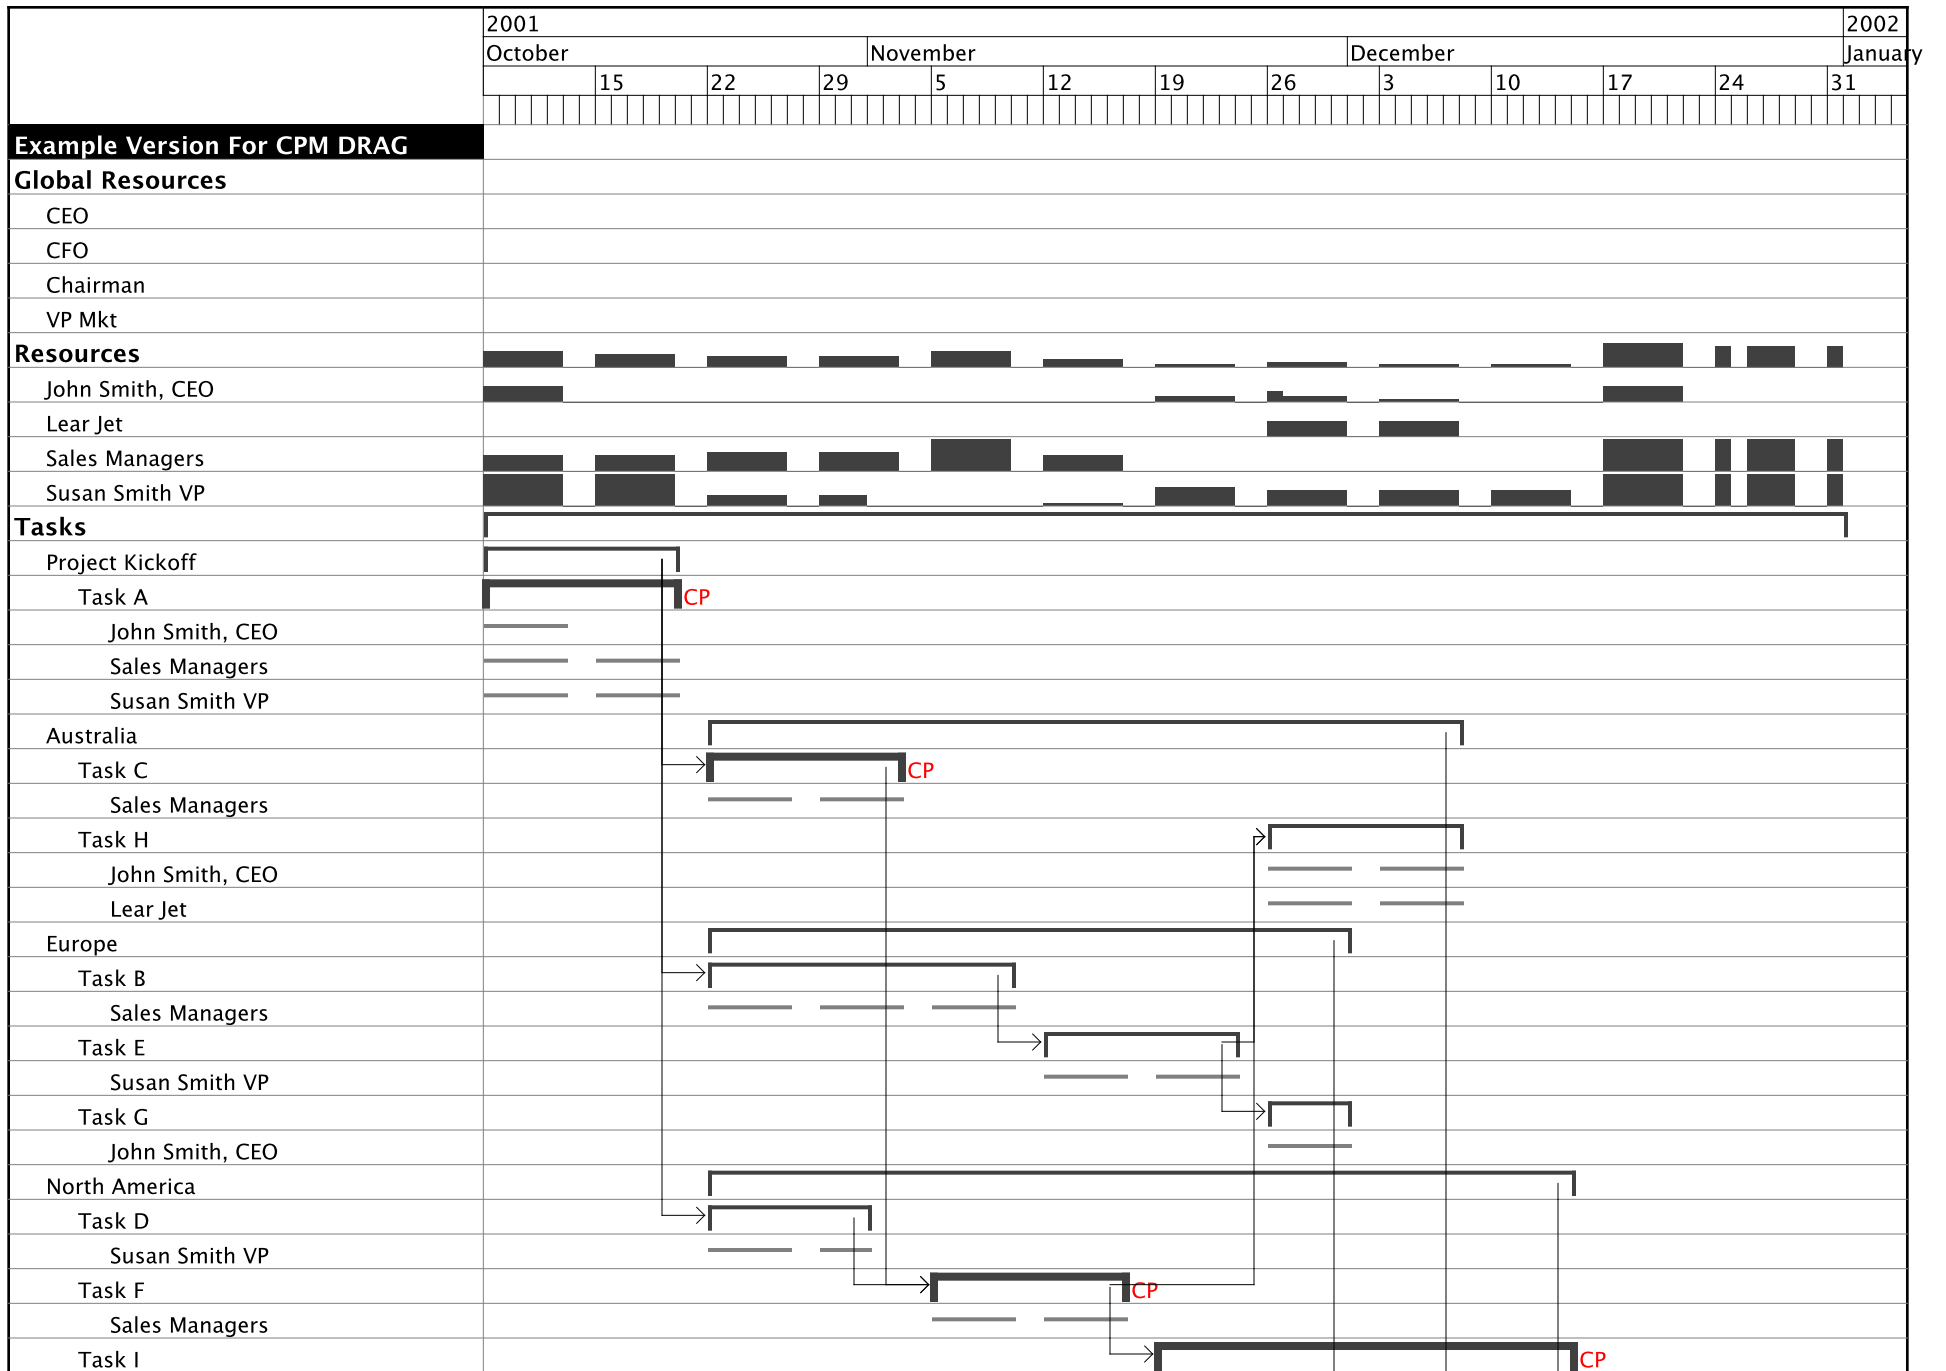 2001 2002
October November December January
15 22 29 5 12 19 26 3 10 17 24 31
Example Version For CPM DRAG
Global Resources
CEO
CFO
Chairman
VP Mkt
Resources
John Smith, CEO
Lear Jet
Sales Managers
Susan Smith VP
Tasks
Project Kickoff
Task A CP
John Smith, CEO
Sales Managers
Susan Smith VP
Australia
Task C CP
Sales Managers
Task H
John Smith, CEO
Lear Jet
Europe
Task B
Sales Managers
Task E
Susan Smith VP
Task G
John Smith, CEO
North America
Task D
Susan Smith VP
Task F CP
Sales Managers
Task I CP